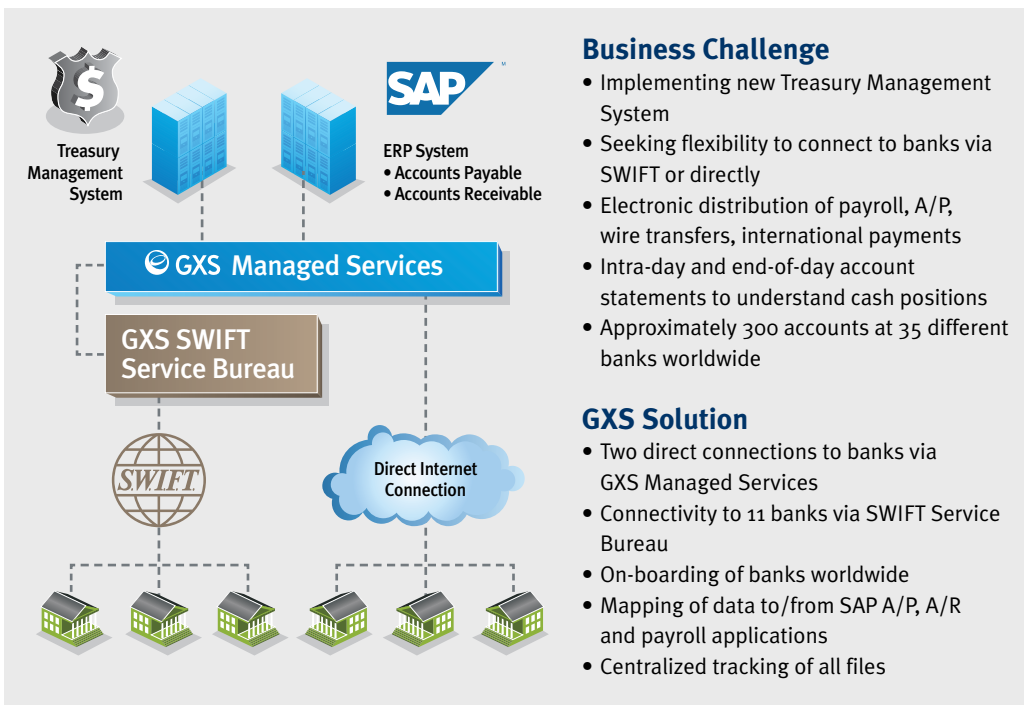 $
Treasury
Management
System
SAP
™
ERP System
• Accounts Payable
• Accounts Receivable
GXS Managed Services
GXS SWIFT
Service Bureau
S.W.I.F.T.
Direct Internet
Connection
Business Challenge
• Implementing new Treasury Management
System
• Seeking flexibility to connect to banks via
SWIFT or directly
• Electronic distribution of payroll, A/P,
wire transfers, international payments
• Intra-day and end-of-day account
statements to understand cash positions
• Approximately 300 accounts at 35 different
banks worldwide
GXS Solution
• Two direct connections to banks via
GXS Managed Services
• Connectivity to 11 banks via SWIFT Service
Bureau
• On-boarding of banks worldwide
• Mapping of data to/from SAP A/P, A/R
and payroll applications
• Centralized tracking of all files